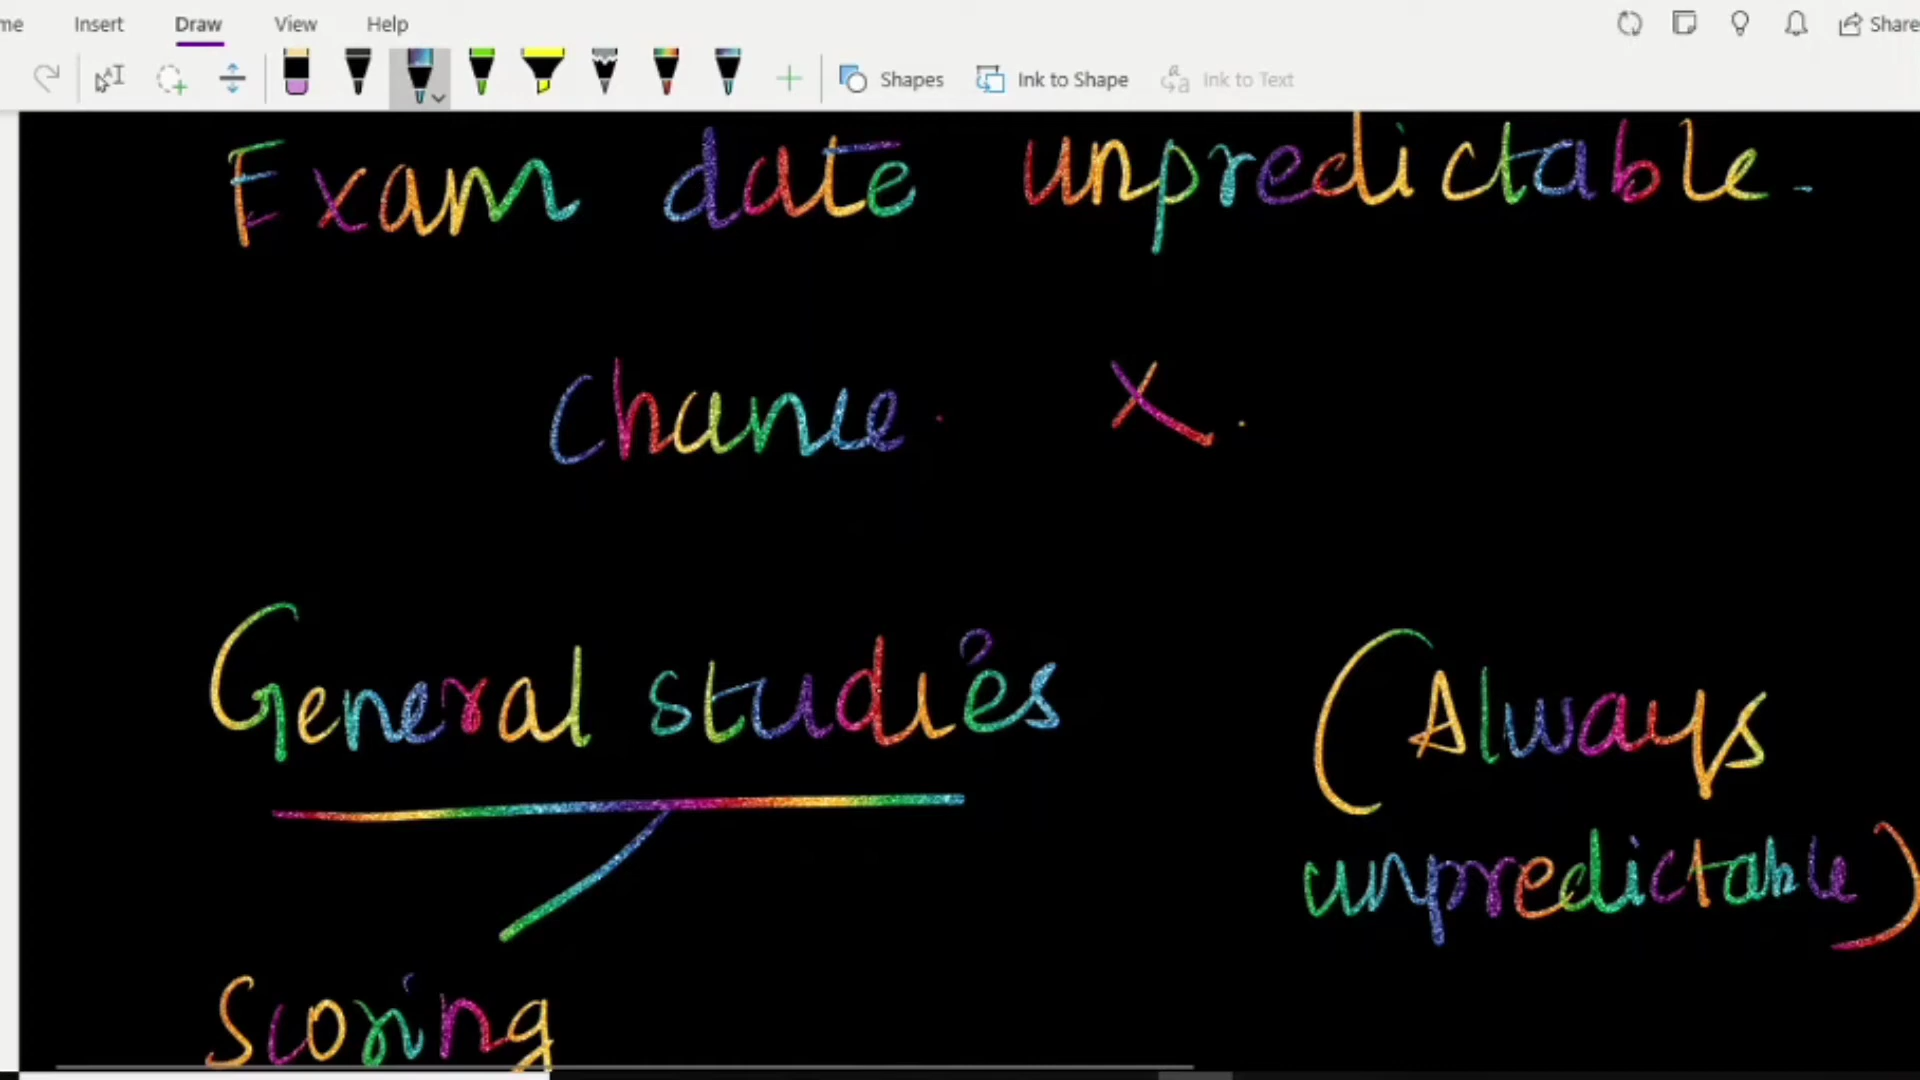 me Insert Draw View Help Share
Shapes Ink to Shape Ink to Text
Exam date unpredictable.
Chance. X.
General studies (Always
unpredictable)
Scoring